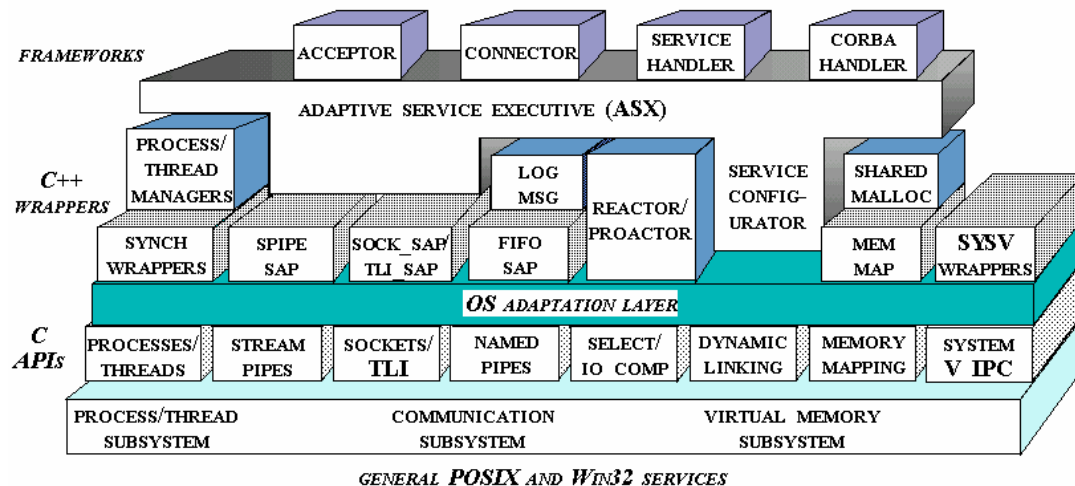 FRAMEWORKS
ACCEPTOR
CONNECTOR
SERVICE
HANDLER
CORBA
HANDLER
ADAPTIVE SERVICE EXECUTIVE (ASX)
C++
WRAPPERS
PROCESS/
THREAD
MANAGERS
LOG
MSG
REACTOR/
PROACTOR
SERVICE
CONFIG-
URATOR
SHARED
MALLOC
SYNCH
WRAPPERS
SPIPE
SAP
SOCK_SAP/
TLI_SAP
FIFO
SAP
MEM
MAP
SYSV
WRAPPERS
OS ADAPTATION LAYER
C
APIS
PROCESSES/
THREADS
STREAM
PIPES
SOCKETS/
TLI
NAMED
PIPES
SELECT/
IO COMP
DYNAMIC
LINKING
MEMORY
MAPPING
SYSTEM
V IPC
PROCESS/THREAD
SUBSYSTEM
COMMUNICATION
SUBSYSTEM
VIRTUAL MEMORY
SUBSYSTEM
GENERAL POSIX AND WIN32 SERVICES